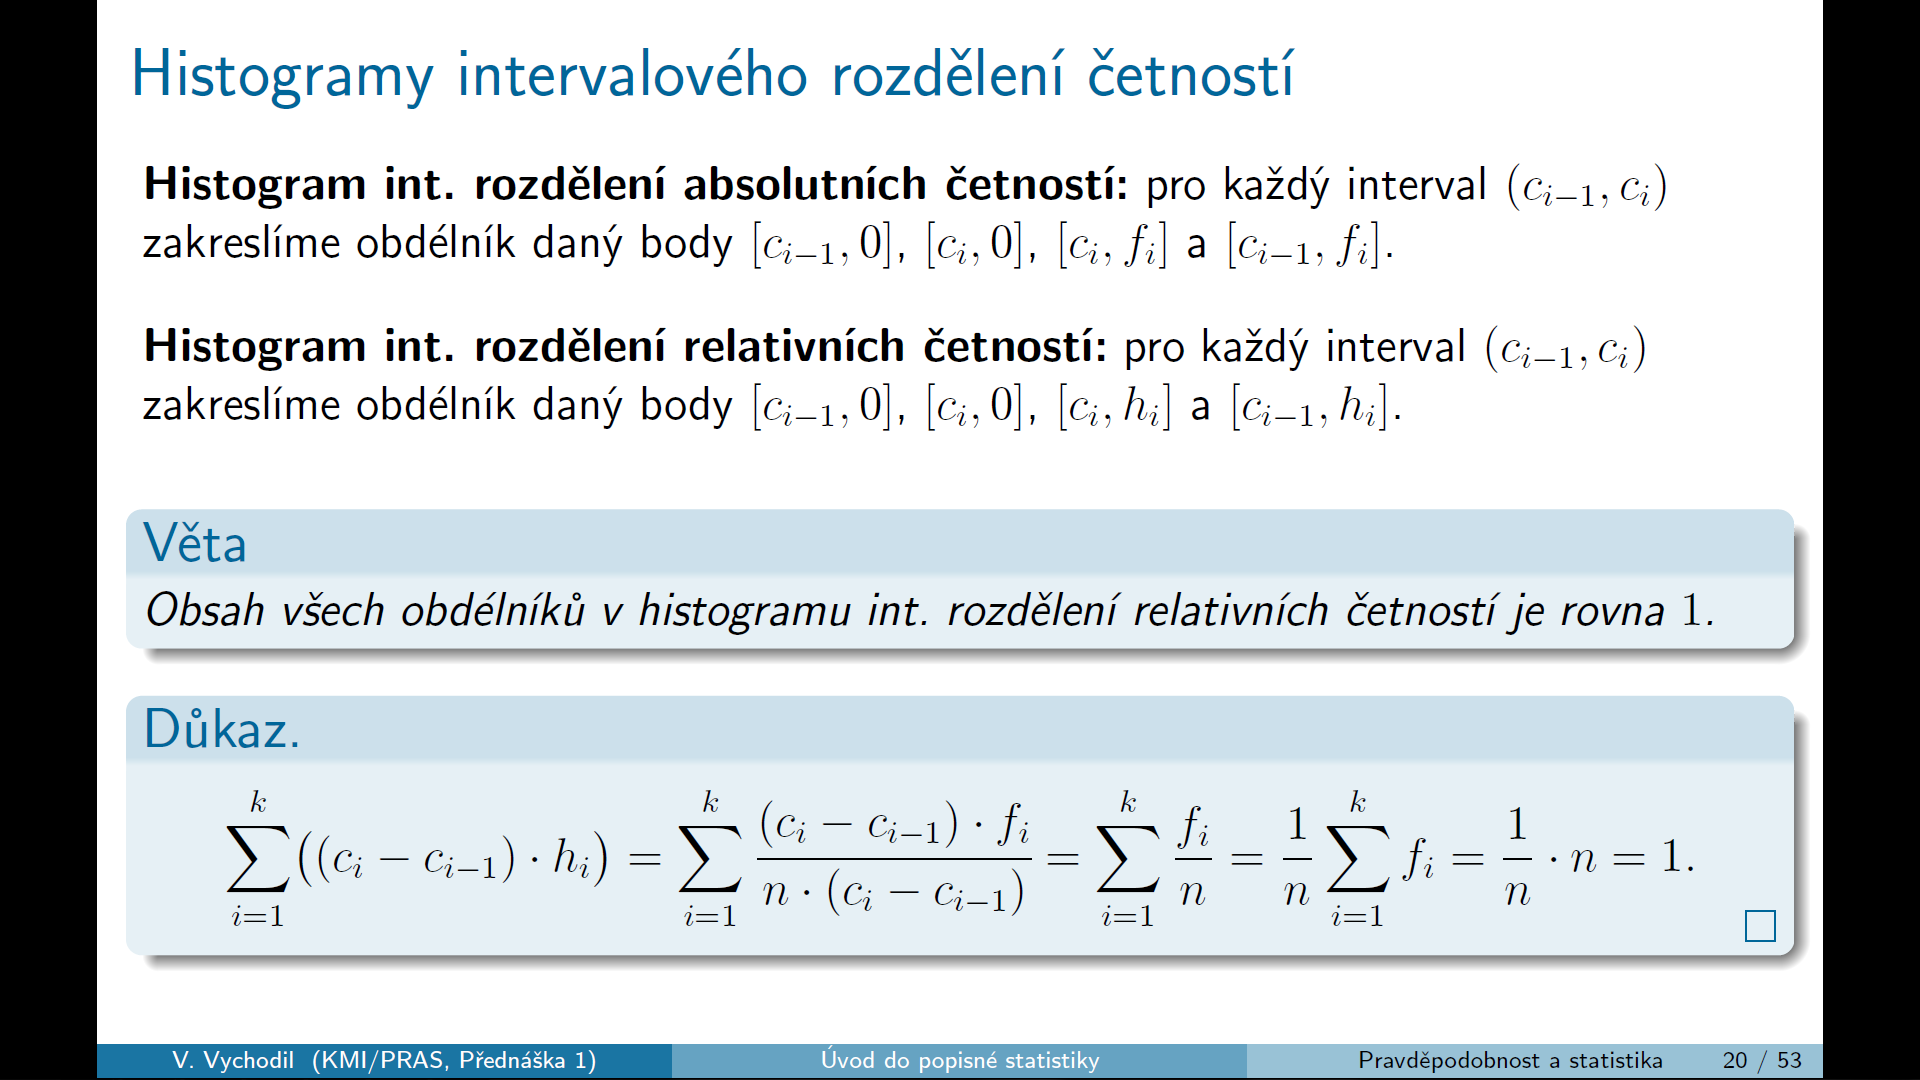 Histogramy intervalového rozdělení četností
Histogram int. rozdělení absolutních četností: pro každý interval $(c_{i-1}, c_i)$
zakreslíme obdélník daný body $[c_{i-1}, 0]$, $[c_i, 0]$, $[c_i, f_i]$ a $[c_{i-1}, f_i]$.
Histogram int. rozdělení relativních četností: pro každý interval $(c_{i-1}, c_i)$
zakreslíme obdélník daný body $[c_{i-1}, 0]$, $[c_i, 0]$, $[c_i, h_i]$ a $[c_{i-1}, h_i]$.
Věta
Obsah všech obdélníků v histogramu int. rozdělení relativních četností je rovna 1.
Důkaz.
$\sum_{i=1}^{k} ((c_i - c_{i-1}) \cdot h_i) = \sum_{i=1}^{k} \frac{(c_i - c_{i-1}) \cdot f_i}{n \cdot (c_i - c_{i-1})} = \sum_{i=1}^{k} \frac{f_i}{n} = \frac{1}{n} \sum_{i=1}^{k} f_i = \frac{1}{n} \cdot n = 1.$
□
V. Vychodil (KMI/PRAS, Přednáška 1) Úvod do popisné statistiky Pravděpodobnost a statistika 20 / 53